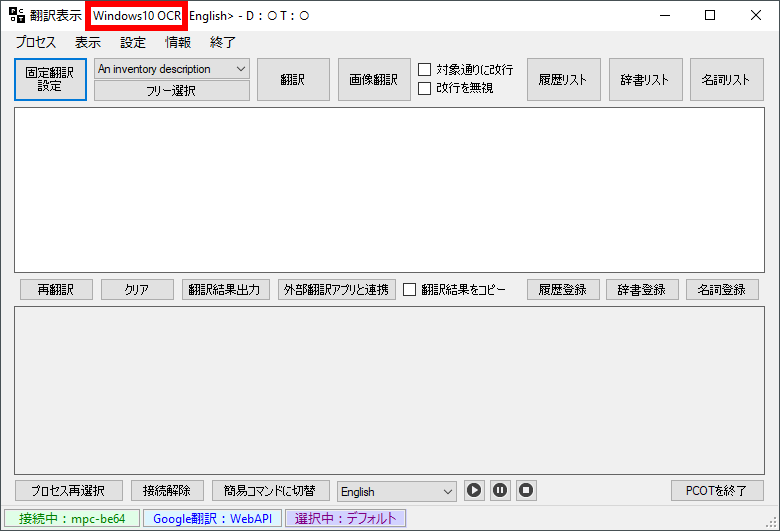 翻訳表示 Windows10 OCR <English> - D：○ T：○
プロセス 表示 設定 情報 終了
固定翻訳
設定
An inventory description
フリー選択
翻訳
画像翻訳
対象通りに改行
改行を無視
履歴リスト
辞書リスト
名詞リスト
再翻訳 クリア 翻訳結果出力 外部翻訳アプリと連携 翻訳結果をコピー 履歴登録 辞書登録 名詞登録
プロセス再選択 接続解除 簡易コマンドに切替 English PCOTを終了
接続中：mpc-be64 Google翻訳：WebAPI 選択中：デフォルト